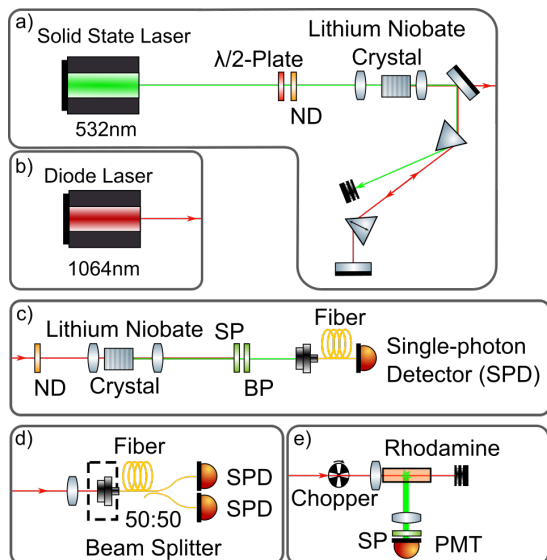 a)
Solid State Laser
532nm
λ/2-Plate
ND
Lithium Niobate
Crystal
b)
Diode Laser
1064nm
c)
Lithium Niobate
ND
Crystal
SP
BP
Fiber
Single-photon
Detector (SPD)
d)
Fiber
SPD
SPD
50:50
Beam Splitter
e)
Rhodamine
Chopper
SP
PMT